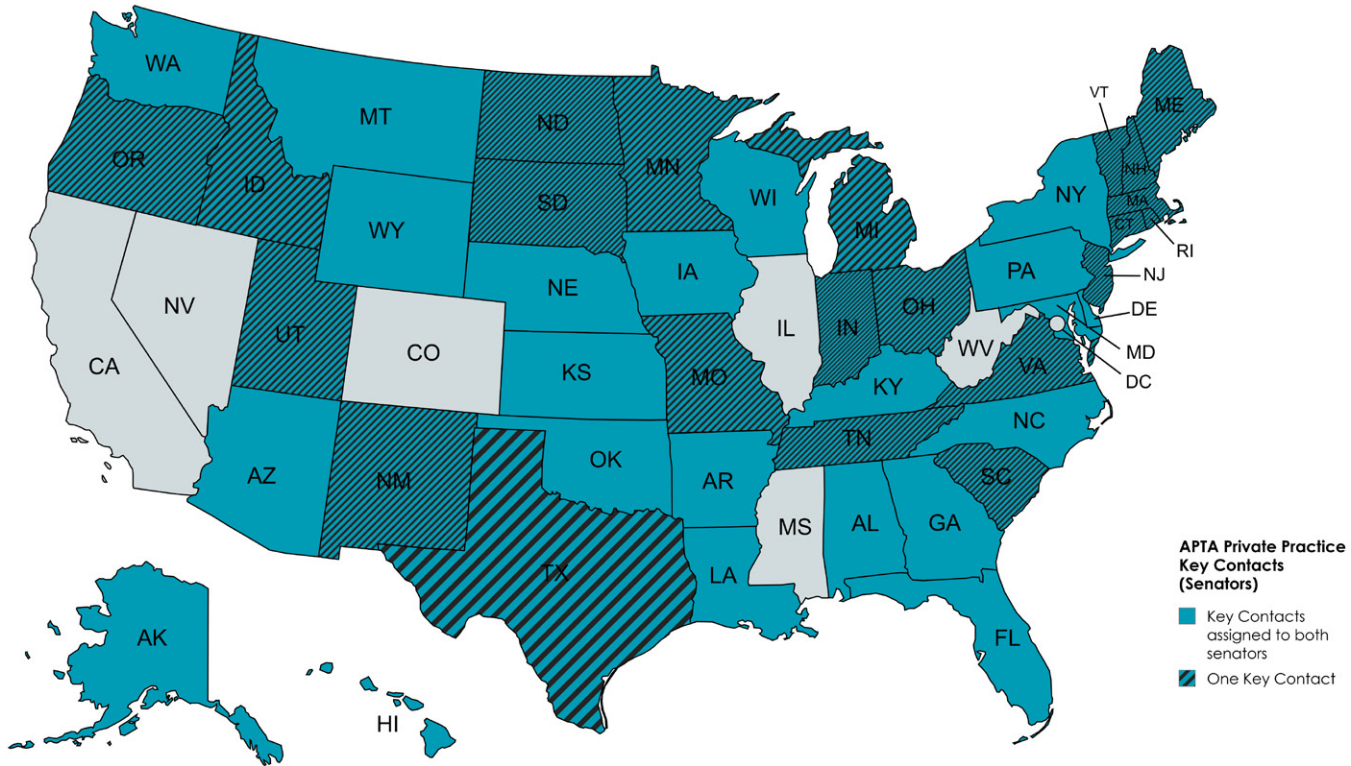 WA
MT
ND
MN
ME
VT
OR
ID
SD
WI
MI
NH
NY
MA
CT
RI
WY
IA
PA
NJ
NE
NV
UT
CO
IL
IN
OH
DE
WV
MD
DC
VA
CA
KS
MO
KY
NC
TN
AZ
NM
OK
AR
SC
MS
AL
GA
TX
LA
FL
AK
HI
APTA Private Practice
Key Contacts
(Senators)
Key Contacts
assigned to both
senators
One Key Contact